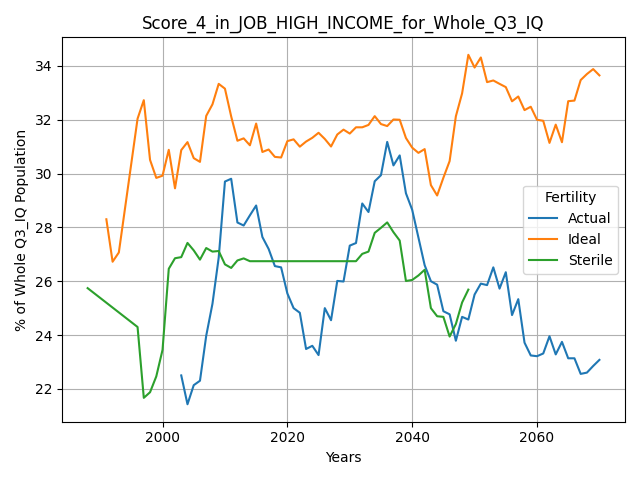 Score_4_in_JOB_HIGH_INCOME_for_Whole_Q3_IQ
% of Whole Q3_IQ Population
34
32
30
28
26
24
22
Fertility
Actual
Ideal
Sterile
2000 2020 2040 2060
Years